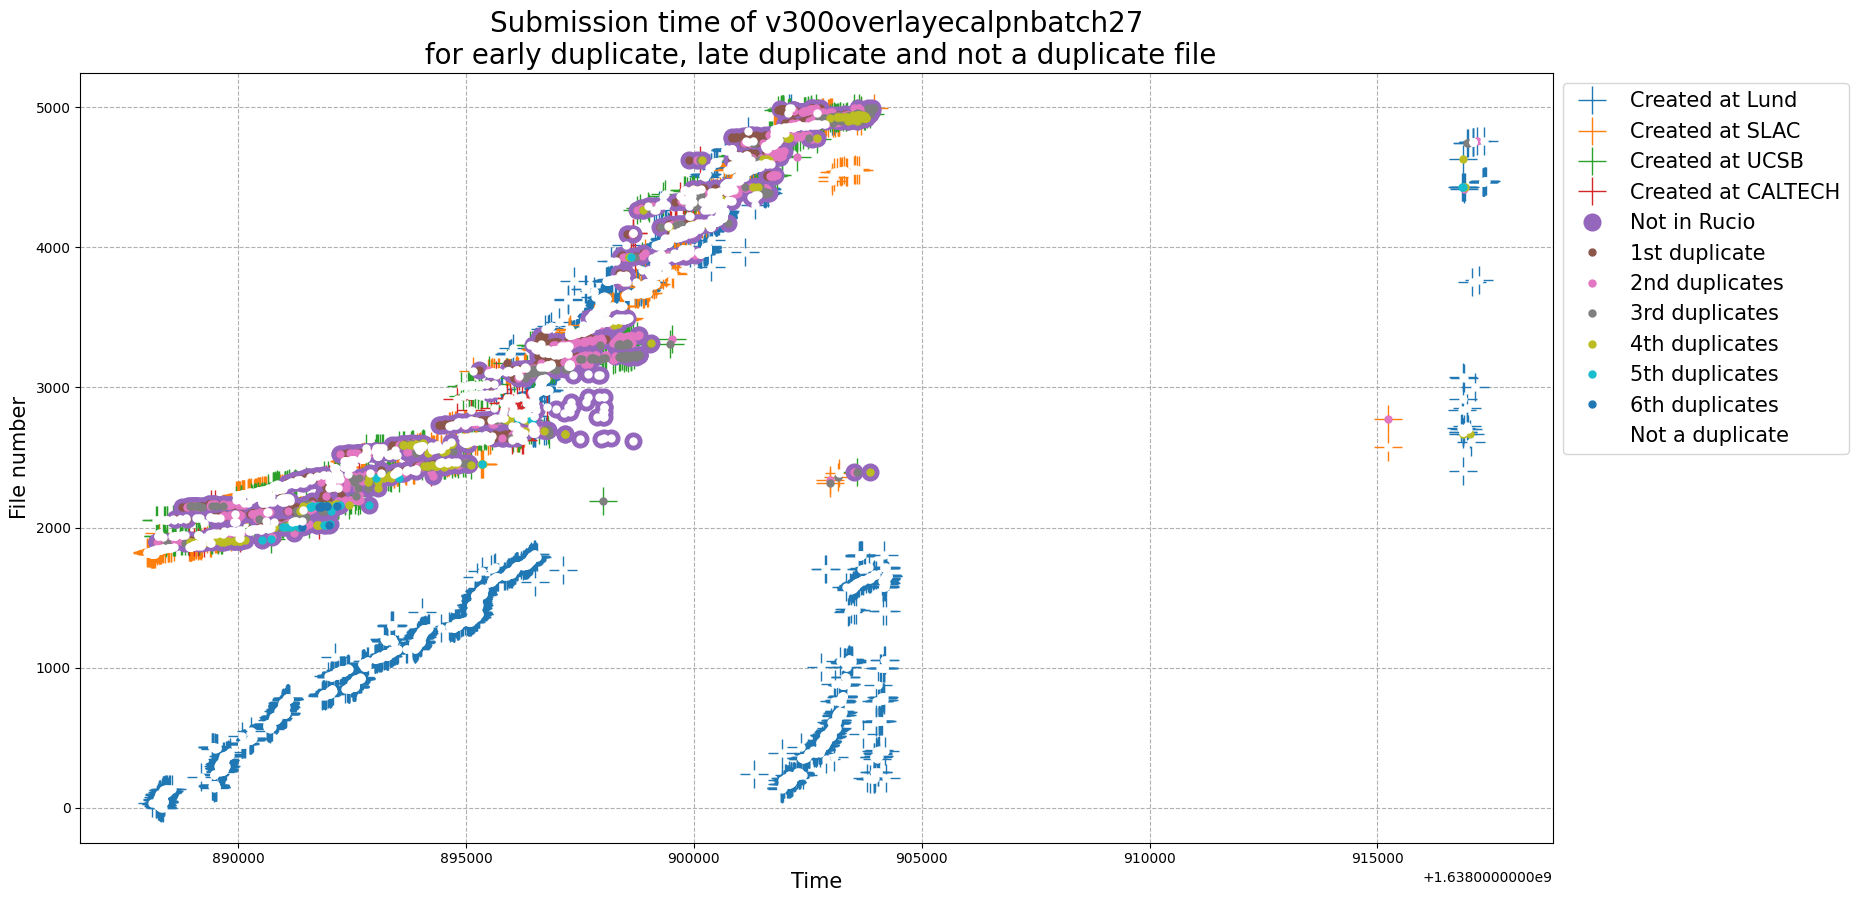 Submission time of v300overlayecalpnbatch27
for early duplicate, late duplicate and not a duplicate file
File number
5000
4000
3000
2000
1000
0
890000
895000
900000
905000
910000
915000
Time
+1.6380000000e9
Created at Lund
Created at SLAC
Created at UCSB
Created at CALTECH
Not in Rucio
1st duplicate
2nd duplicates
3rd duplicates
4th duplicates
5th duplicates
6th duplicates
Not a duplicate